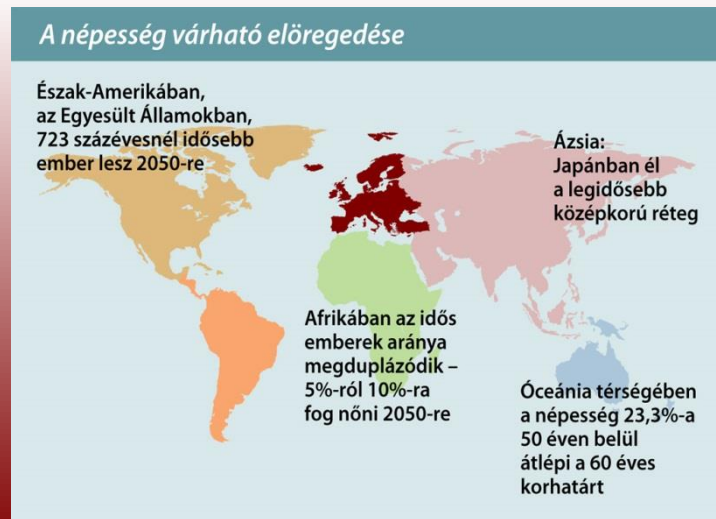 A népesség várható elöregedése
Észak-Amerikában,
az Egyesült Államokban,
723 százévesnél idősebb
ember lesz 2050-re
Ázsia:
Japánban él
a legidősebb
középkorú réteg
Afrikában az idős
emberek aránya
megduplázódik –
5%-ról 10%-ra
fog nőni 2050-re
Óceánia térségében
a népesség 23,3%-a
50 éven belül
átlépi a 60 éves
korhatárt